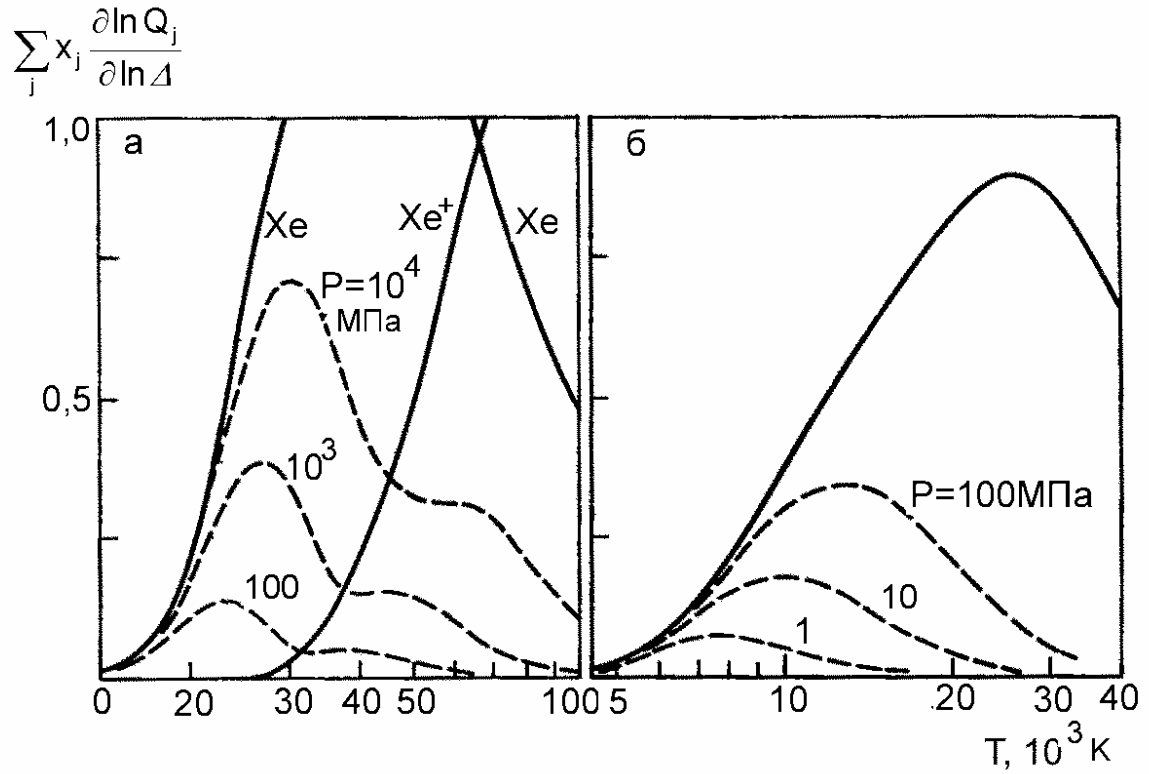 ∑ⱼ xⱼ ∂ln Qⱼ / ∂ln Δ
1,0 а б
Xe Xe⁺ Xe
P=10⁴
МПа
0,5
10³
P=100МПа
100
10
1
0 20 30 40 50 100 5 10 20 30 40
T, 10³ K